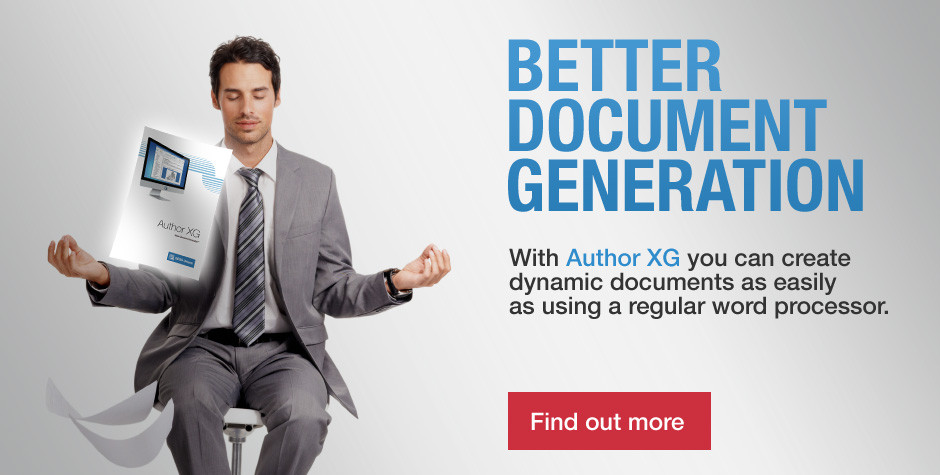 BETTER
DOCUMENT
GENERATION
With Author XG you can create
dynamic documents as easily
as using a regular word processor.
Find out more
Author XG